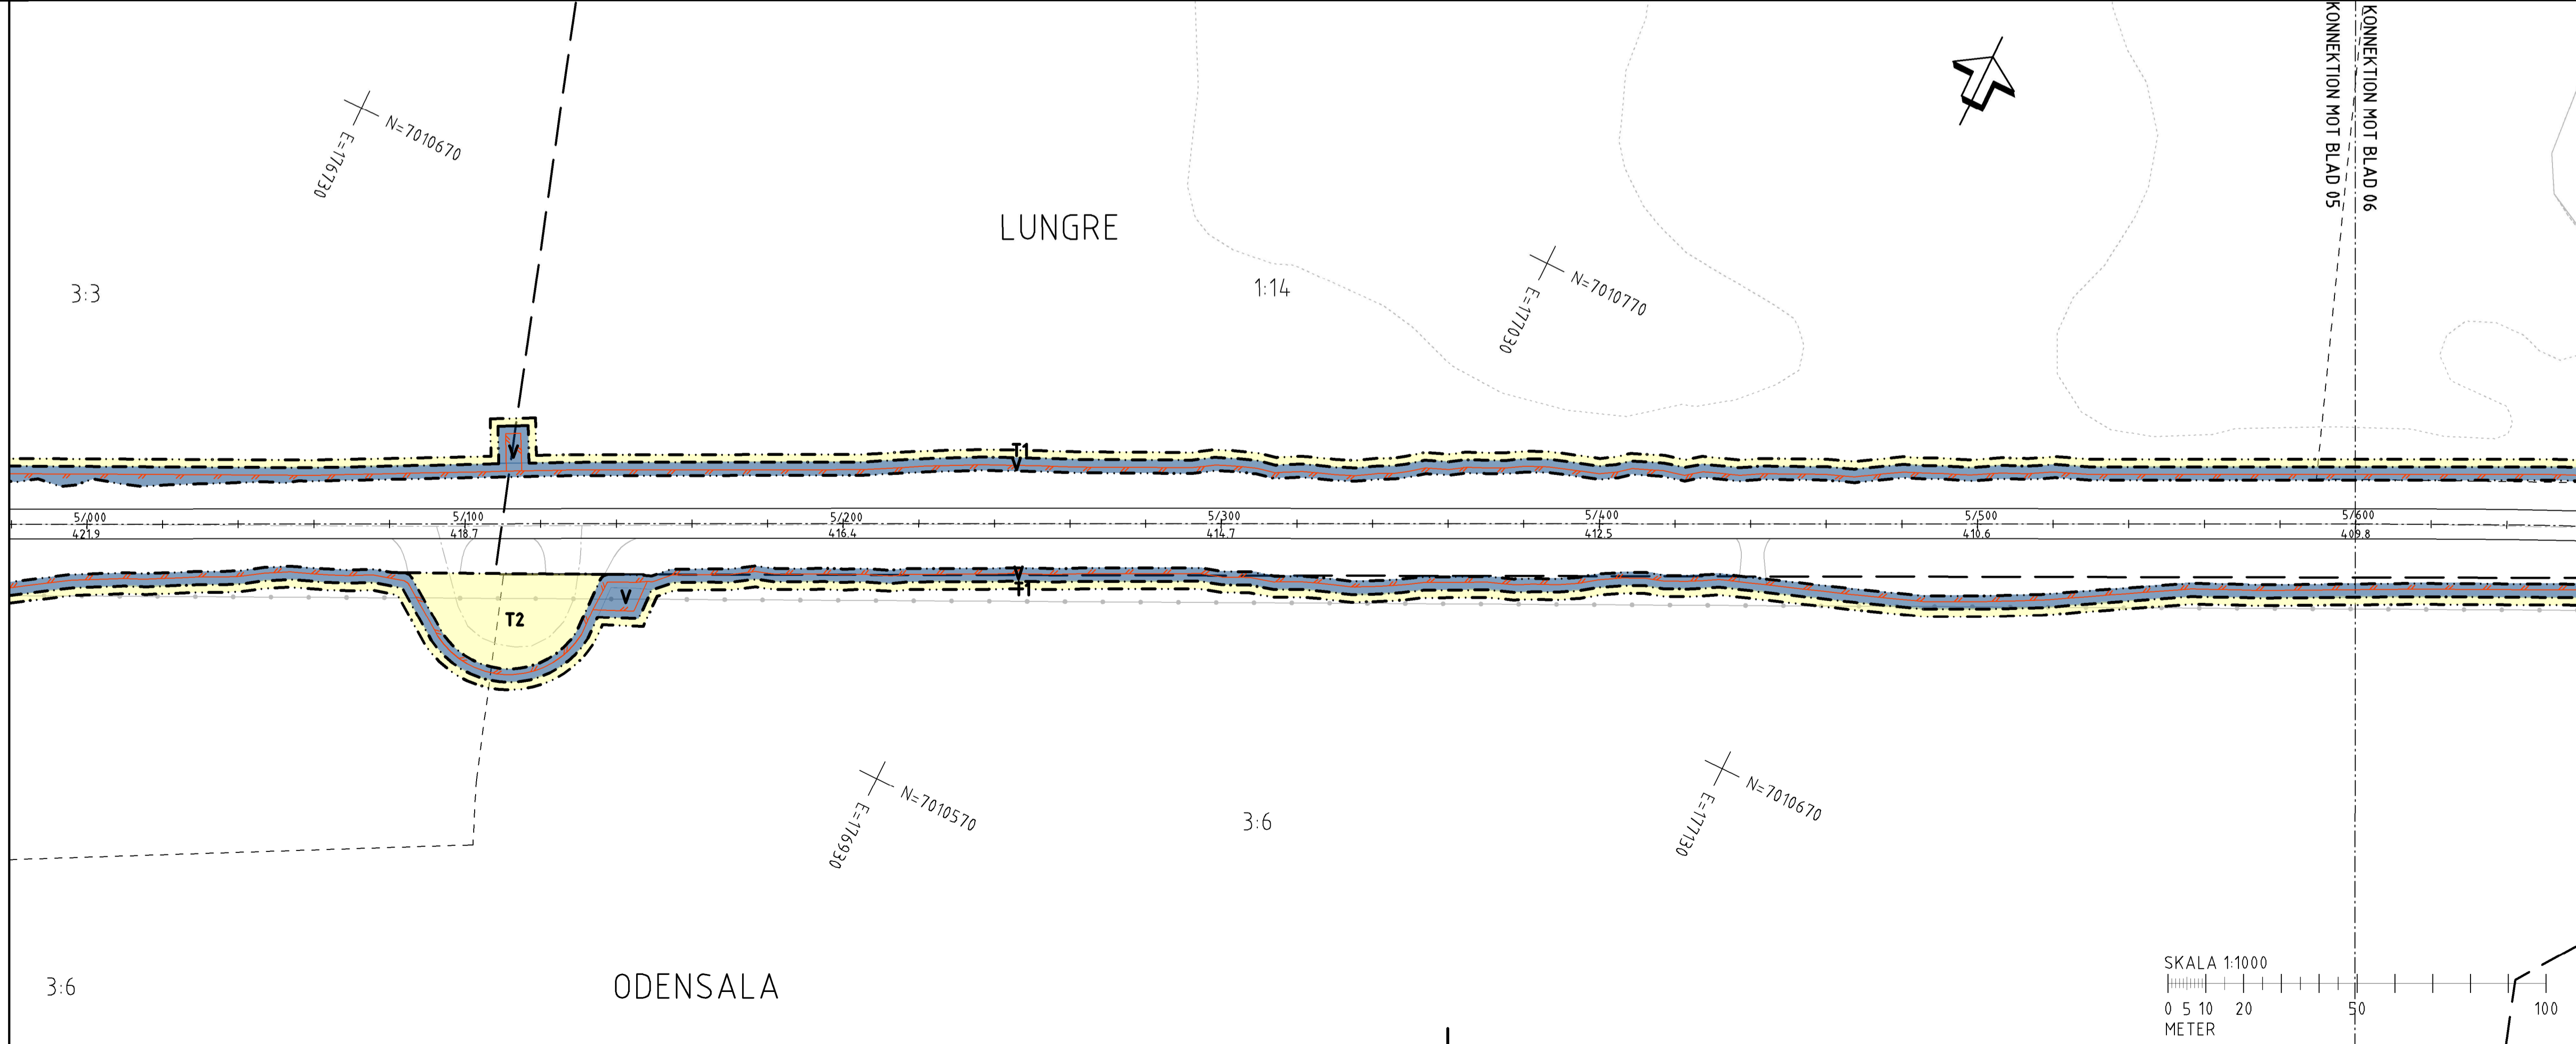 KONNEKTION MOT BLAD 05
KONNEKTION MOT BLAD 06
N=7010670
E=176730
LUNGRE
3:3
1:14
N=7010770
E=177030
T1
V
V
5/000
421.9
5/100
418.7
5/200
416.4
5/300
414.7
5/400
412.5
5/500
410.6
5/600
409.8
V
T1
V
T2
N=7010570
E=176930
N=7010670
E=177130
3:6
3:6
ODENSALA
SKALA 1:1000
0 5 10 20 50 100
METER